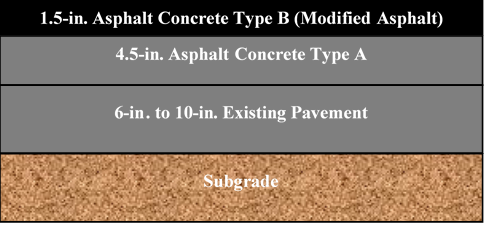 1.5-in. Asphalt Concrete Type B (Modified Asphalt)
4.5-in. Asphalt Concrete Type A
6-in. to 10-in. Existing Pavement
Subgrade